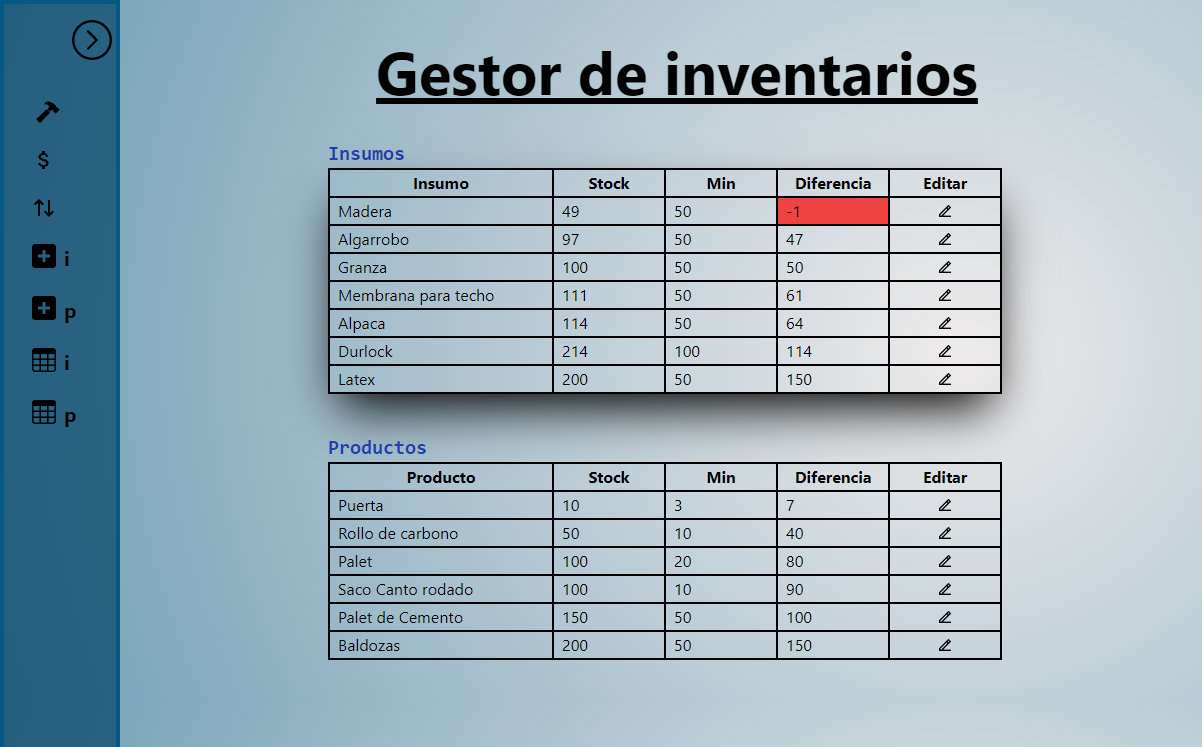 Gestor de inventarios
$
i
p
i
p
Insumos
Insumo Stock Min Diferencia Editar
Madera 49 50 -1
Algarrobo 97 50 47
Granza 100 50 50
Membrana para techo 111 50 61
Alpaca 114 50 64
Durlock 214 100 114
Latex 200 50 150
Productos
Producto Stock Min Diferencia Editar
Puerta 10 3 7
Rollo de carbono 50 10 40
Palet 100 20 80
Saco Canto rodado 100 10 90
Palet de Cemento 150 50 100
Baldozas 200 50 150